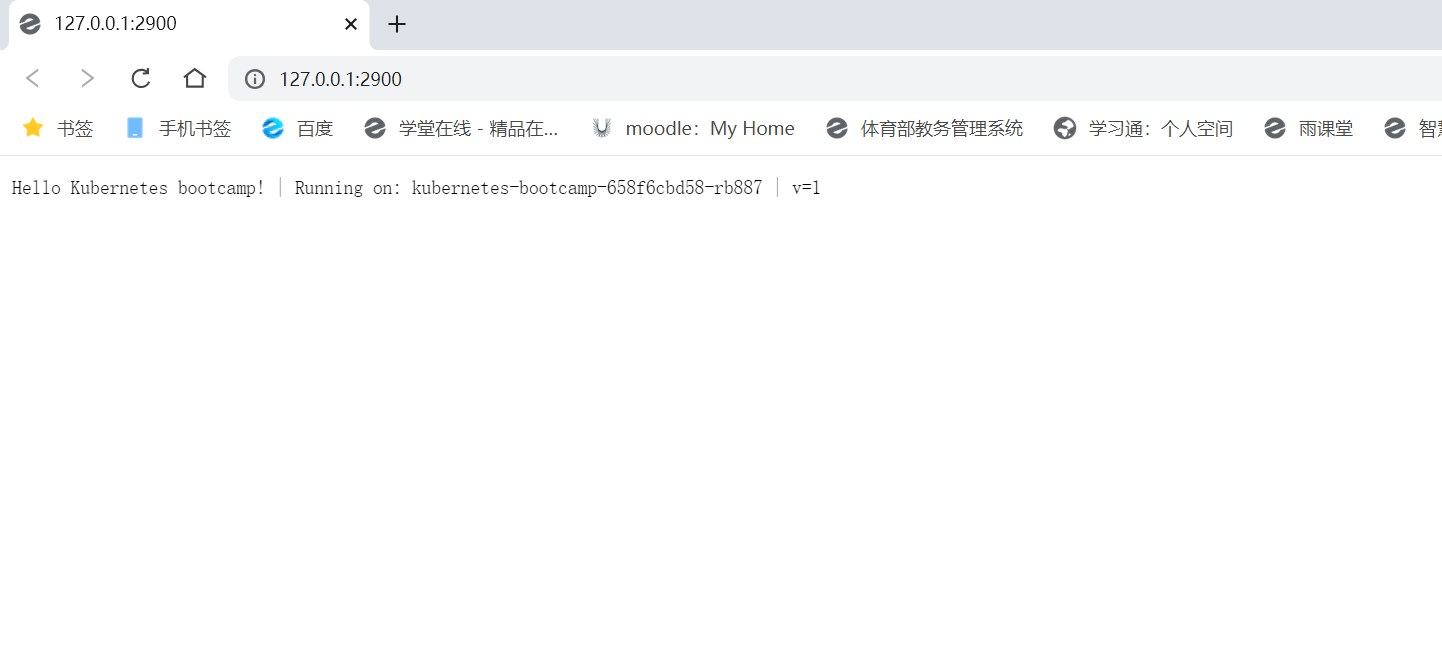 127.0.0.1:2900
127.0.0.1:2900
书签 手机书签 百度 学堂在线 - 精品在... moodle：My Home 体育部教务管理系统 学习通：个人空间 雨课堂 智
Hello Kubernetes bootcamp! | Running on: kubernetes-bootcamp-658f6cbd58-rb887 | v=1